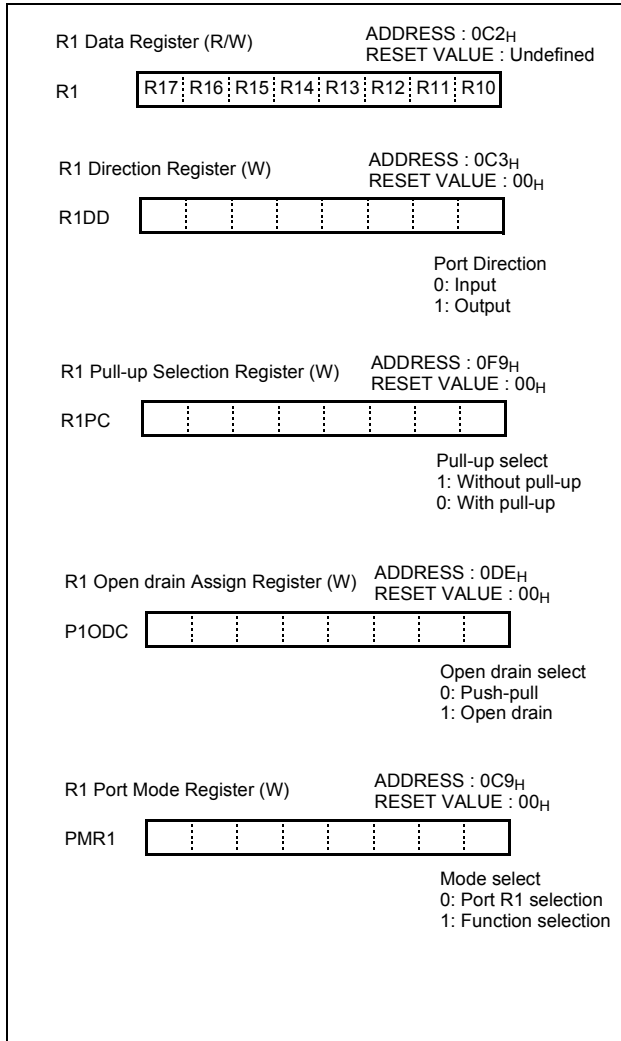 R1 Data Register (R/W)
ADDRESS : 0C2H
RESET VALUE : Undefined
R1
R17 R16 R15 R14 R13 R12 R11 R10
R1 Direction Register (W)
ADDRESS : 0C3H
RESET VALUE : 00H
R1DD
Port Direction
0: Input
1: Output
R1 Pull-up Selection Register (W)
ADDRESS : 0F9H
RESET VALUE : 00H
R1PC
Pull-up select
1: Without pull-up
0: With pull-up
R1 Open drain Assign Register (W)
ADDRESS : 0DEH
RESET VALUE : 00H
P1ODC
Open drain select
0: Push-pull
1: Open drain
R1 Port Mode Register (W)
ADDRESS : 0C9H
RESET VALUE : 00H
PMR1
Mode select
0: Port R1 selection
1: Function selection